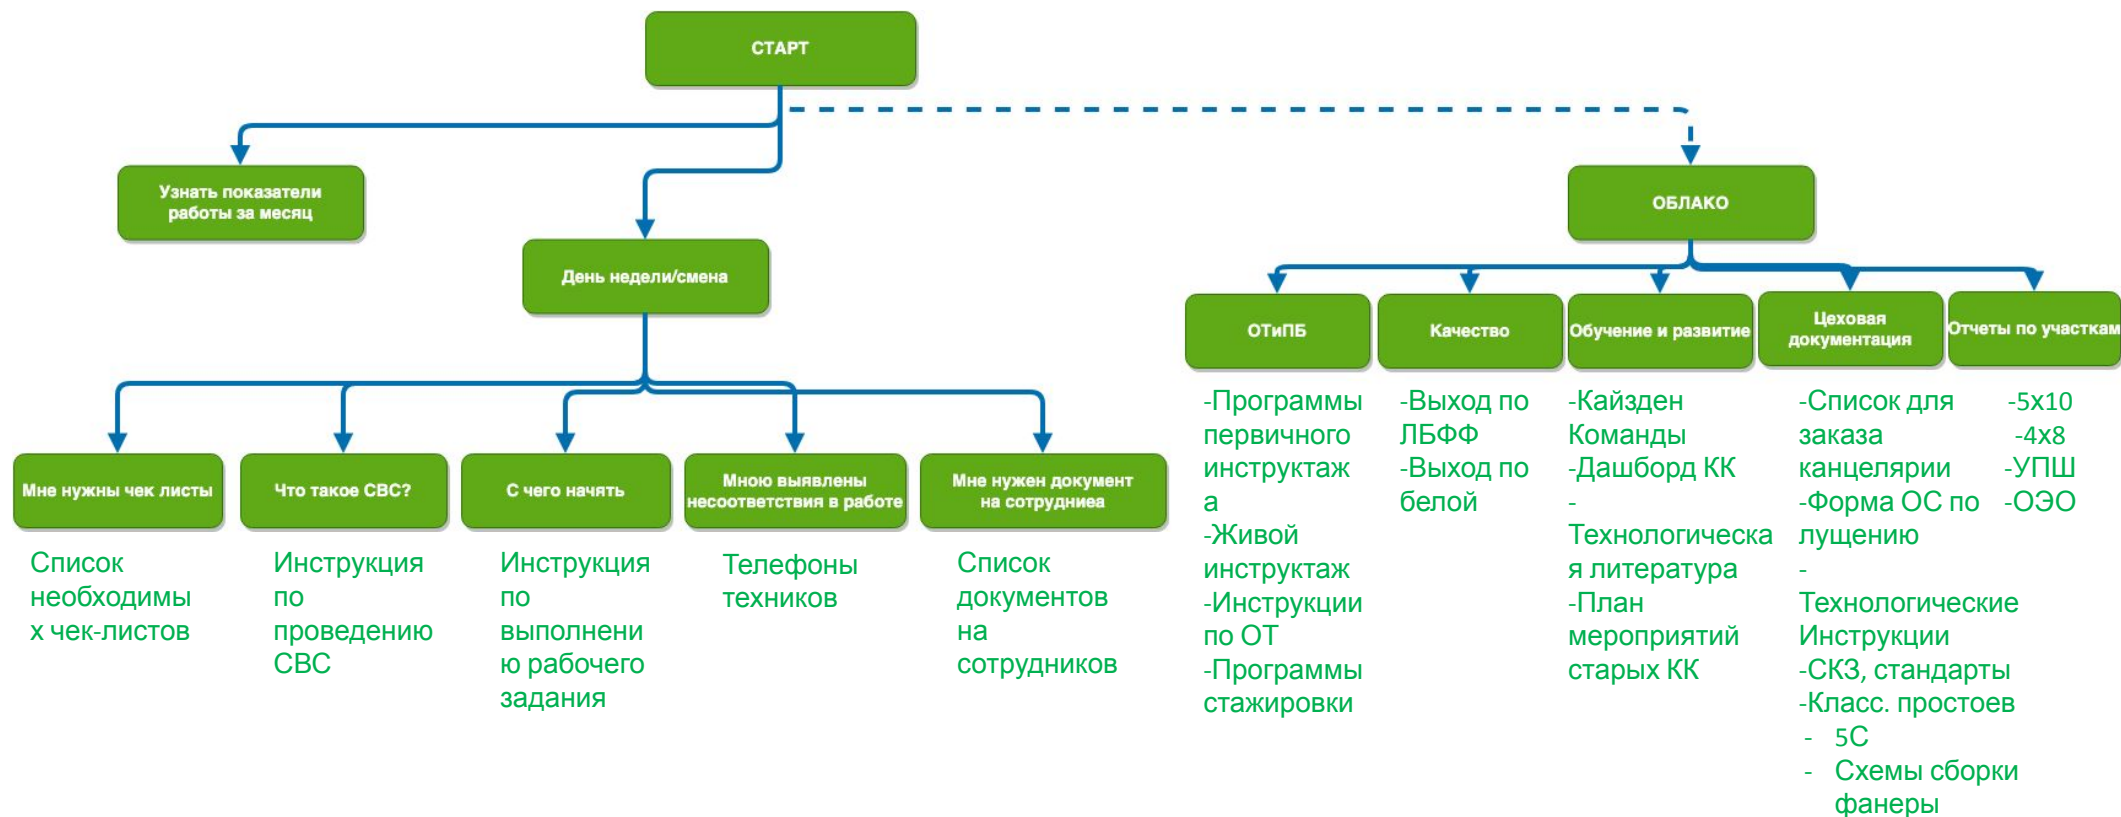 СТАРТ
Узнать показатели
работы за месяц
ОБЛАКО
День недели/смена
ОТиПБ
Качество
Обучение и развитие
Цеховая
документация
Отчеты по участкам
-Программы
первичного
инструктаж
а
-Живой
инструктаж
-Инструкции
по ОТ
-Программы
стажировки
-Выход по
ЛБФФ
-Выход по
белой
-Кайзден
Команды
-Дашборд КК
-
Технологическа
я литература
-План
мероприятий
старых КК
-Список для
заказа
канцелярии
-Форма ОС по
лущению
-
Технологические
Инструкции
-СКЗ, стандарты
-Класс. простоев
- 5С
- Схемы сборки
фанеры
-5х10
-4х8
-УПШ
-ОЭО
Мне нужны чек листы
Что такое СВС?
С чего начять
Мною выявлены
несоответствия в работе
Мне нужен документ
на сотрудниеа
Список
необходимы
х чек-листов
Инструкция
по
проведению
СВС
Инструкция
по
выполнени
ю рабочего
задания
Телефоны
техников
Список
документов
на
сотрудников